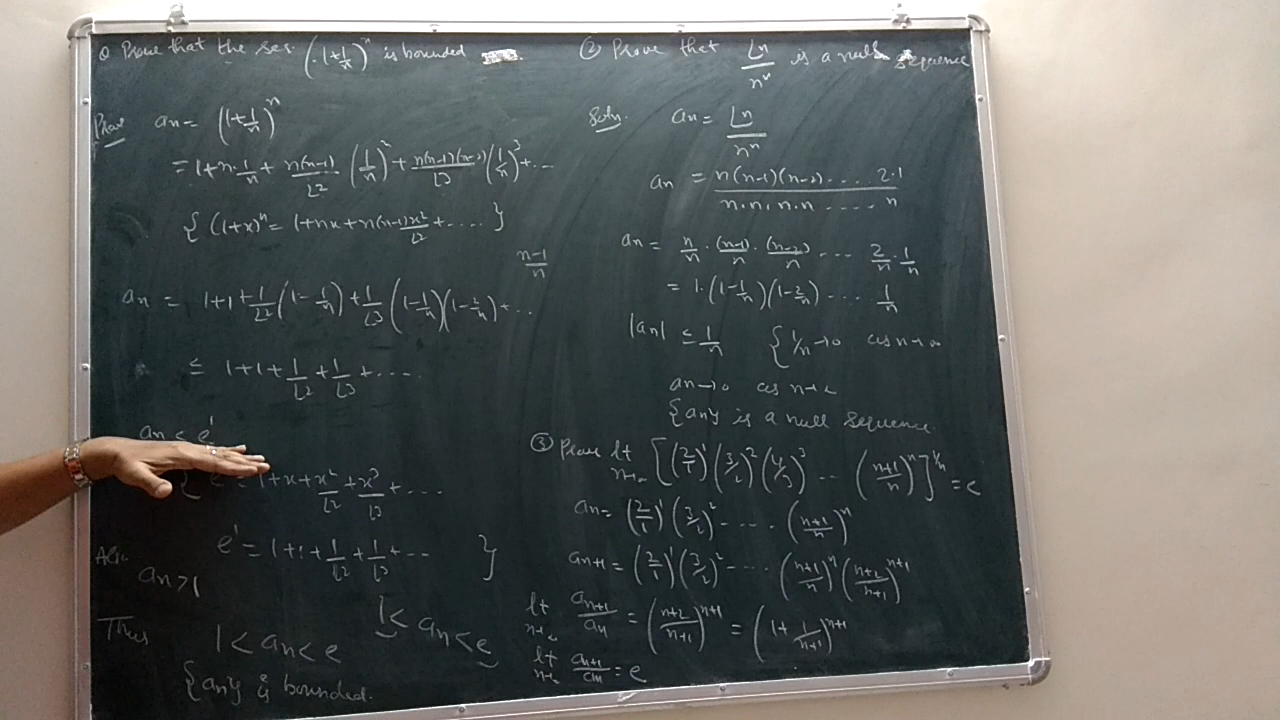 ① Prove that the seq. (1+1/n)^n is bounded
Proof an = (1+1/n)^n
= 1+n.1/n + n(n-1)/⌊2 (1/n)^2 + n(n-1)(n-2)/⌊3 (1/n)^3 + ...
{ (1+x)^n = 1+nx+n(n-1)x^2/⌊2 + .... }
n-1/n
an = 1+1+1/⌊2 (1-1/n) + 1/⌊3 (1-1/n)(1-2/n) + ..
≤ 1+1+1/⌊2 + 1/⌊3 + ....
an < e^1
= 1+x+x^2/⌊2 + x^3/⌊3 + ....
e^1 = 1+1+1/⌊2 + 1/⌊3 + ... }
Also
an > 1
1 < an < e
Thus 1 < an < e
{an} is bounded.
② Prove that ⌊n/n^n is a null sequence
Soln. an = ⌊n/n^n
an = n(n-1)(n-2).... 2.1/n.n.n.n .... n
an = n/n . (n-1)/n . (n-2)/n ... 2/n . 1/n
= 1.(1-1/n)(1-2/n) .... 1/n
|an| ≤ 1/n { 1/n→0 as n→∞
an→0 as n→∞
{an} is a null sequence
③ Prove lt n→∞ [(2/1)^1 (3/2)^2 (4/3)^3 ... (n+1/n)^n]^1/n = e
an = (2/1)^1 (3/2)^2 ..... (n+1/n)^n
an+1 = (2/1)^1 (3/2)^2 .... (n+1/n)^n (n+2/n+1)^n+1
lt n→∞ an+1/an = (n+2/n+1)^n+1 = (1+1/n+1)^n+1
lt n→∞ an+1/an = e